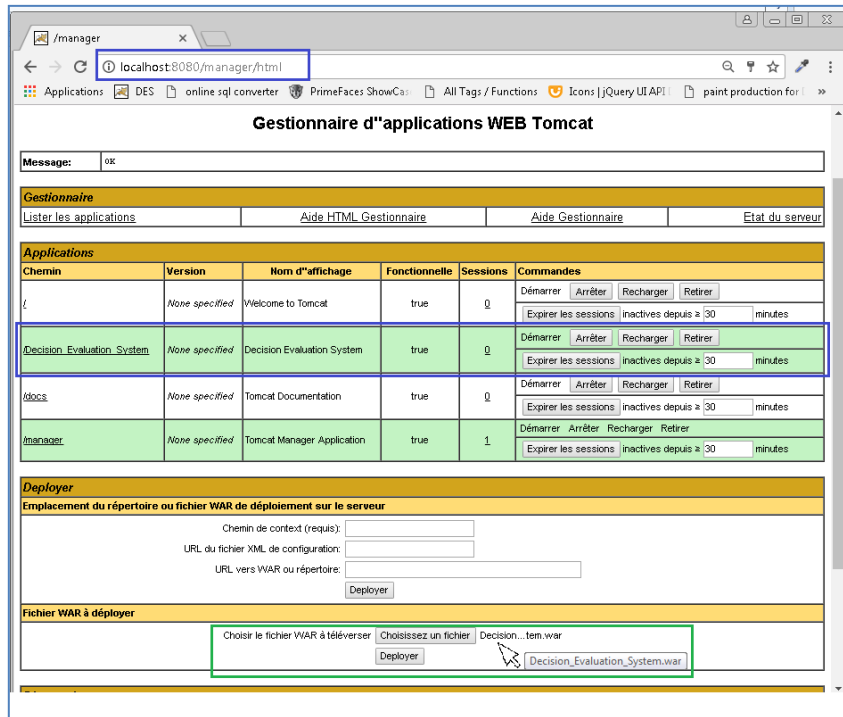 /manager
localhost:8080/manager/html
Applications DES online sql converter PrimeFaces ShowCas All Tags / Functions Icons | jQuery UI API paint production for »
Gestionnaire d"applications WEB Tomcat
Message: OK
Gestionnaire
Lister les applications Aide HTML Gestionnaire Aide Gestionnaire Etat du serveur
Applications
Chemin Version Nom d"affichage Fonctionnelle Sessions Commandes
/ None specified Welcome to Tomcat true 0 Démarrer Arrêter Recharger Retirer
Expirer les sessions inactives depuis ≥ 30 minutes
/Decision_Evaluation_System None specified Decision Evaluation System true 0 Démarrer Arrêter Recharger Retirer
Expirer les sessions inactives depuis ≥ 30 minutes
/docs None specified Tomcat Documentation true 0 Démarrer Arrêter Recharger Retirer
Expirer les sessions inactives depuis ≥ 30 minutes
/manager None specified Tomcat Manager Application true 1 Démarrer Arrêter Recharger Retirer
Expirer les sessions inactives depuis ≥ 30 minutes
Deployer
Emplacement du répertoire ou fichier WAR de déploiement sur le serveur
Chemin de context (requis):
URL du fichier XML de configuration:
URL vers WAR ou répertoire:
Deployer
Fichier WAR à déployer
Choisir le fichier WAR à téléverser Choisissez un fichier Decision...tem.war
Deployer
Decision_Evaluation_System.war